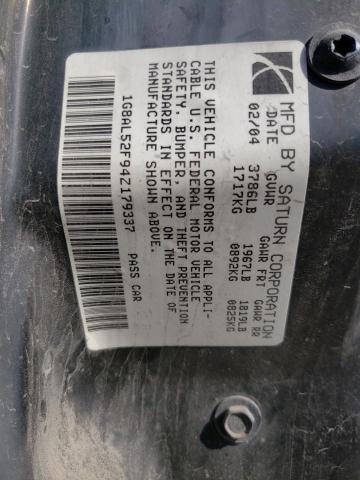 MFD BY SATURN CORPORATION
DATE GVWR GAWR FRT GAWR RR
02/04 3786LB 1967LB 1819LB
1717KG 0892KG 0825KG
THIS VEHICLE CONFORMS TO ALL APPLI-
CABLE U.S. FEDERAL MOTOR VEHICLE
SAFETY, BUMPER, AND THEFT PREVENTION
STANDARDS IN EFFECT ON THE DATE OF
MANUFACTURE SHOWN ABOVE.
1G8AL52F94Z179337 PASS CAR